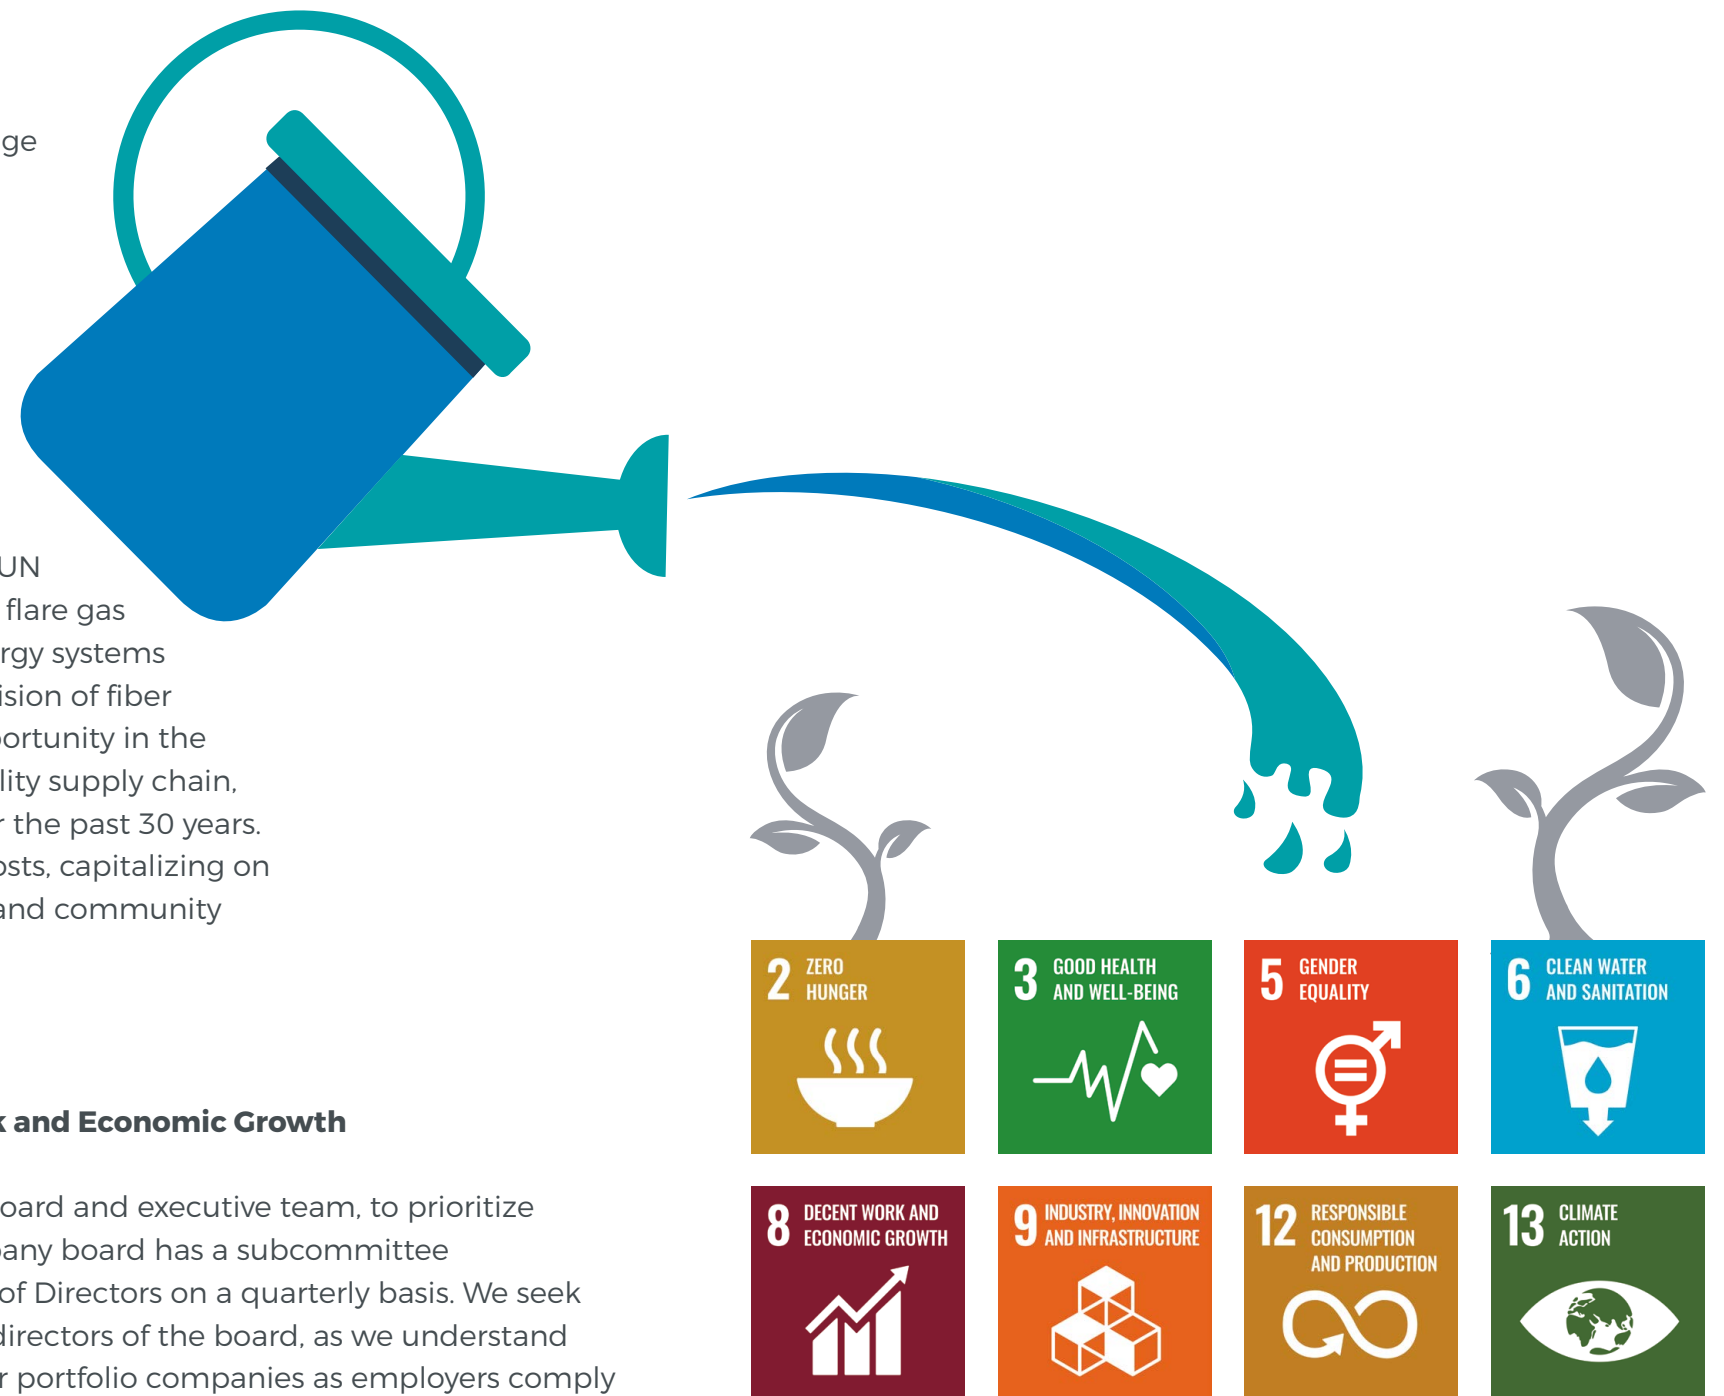 ge
UN
flare gas
rgy systems
ision of fiber
ortunity in the
lity supply chain,
r the past 30 years.
osts, capitalizing on
and community
k and Economic Growth
oard and executive team, to prioritize
pany board has a subcommittee
of Directors on a quarterly basis. We seek
directors of the board, as we understand
r portfolio companies as employers comply
2 ZERO
HUNGER
3 GOOD HEALTH
AND WELL-BEING
5 GENDER
EQUALITY
6 CLEAN WATER
AND SANITATION
8 DECENT WORK AND
ECONOMIC GROWTH
9 INDUSTRY, INNOVATION
AND INFRASTRUCTURE
12 RESPONSIBLE
CONSUMPTION
AND PRODUCTION
13 CLIMATE
ACTION